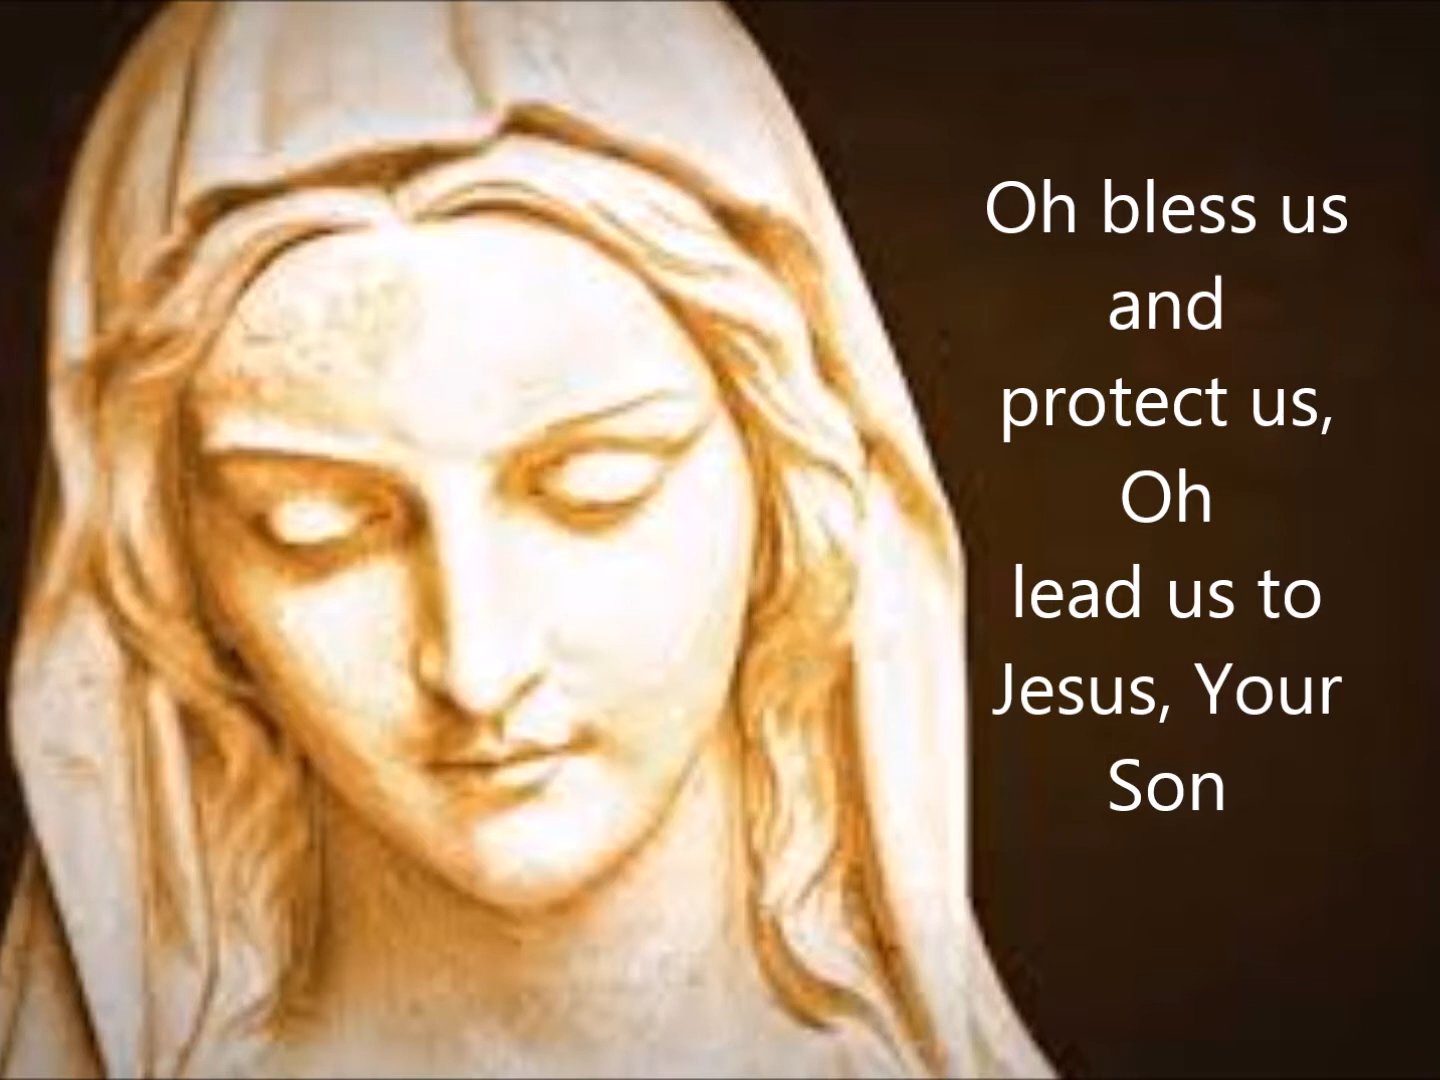 Oh bless us
and
protect us,
Oh
lead us to
Jesus, Your
Son